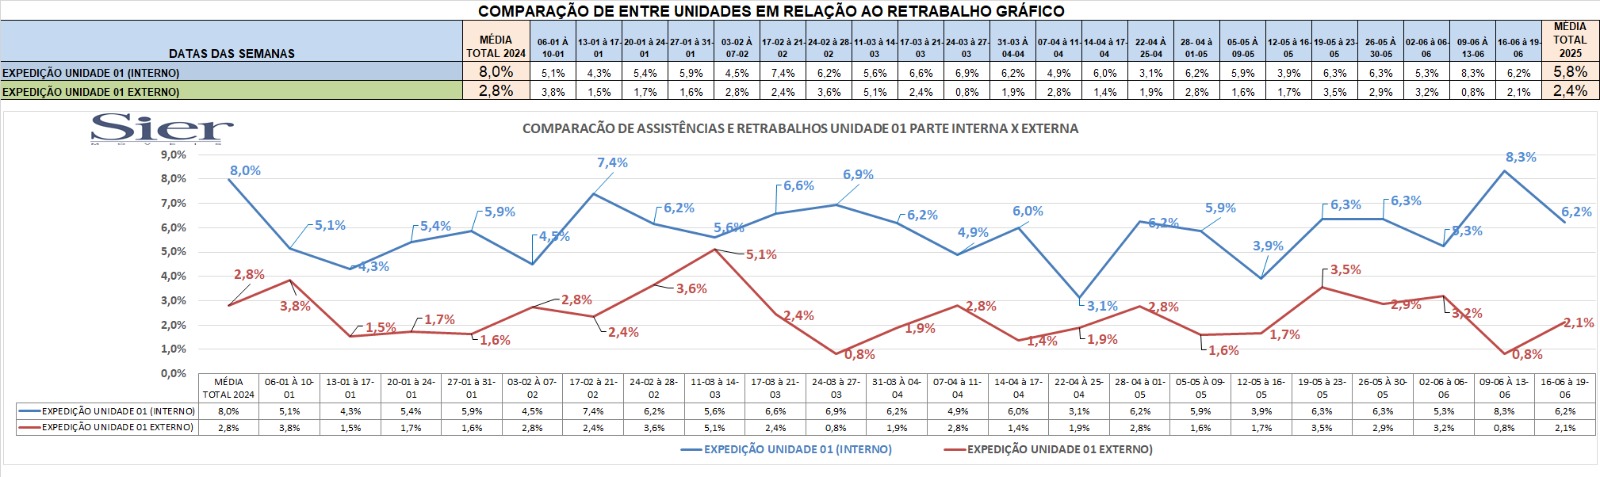 COMPARAÇÃO DE ENTRE UNIDADES EM RELAÇÃO AO RETRABALHO GRÁFICO
DATAS DAS SEMANAS MÉDIA TOTAL 2024 06-01 À 10-01 13-01 à 17-01 20-01 à 24-01 27-01 à 31-01 03-02 à 07-02 17-02 à 21-02 24-02 à 28-02 11-03 à 14-03 17-03 à 21-03 24-03 à 27-03 31-03 À 04-04 07-04 à 11-04 14-04 à 17-04 22-04 À 25-04 28- 04 à 01-05 05-05 À 09-05 12-05 à 16-05 19-05 à 23-05 26-05 à 30-05 02-06 à 06-06 09-06 À 13-06 16-06 à 19-06 MÉDIA TOTAL 2025
EXPEDIÇÃO UNIDADE 01 (INTERNO) 8,0% 5,1% 4,3% 5,4% 5,9% 4,5% 7,4% 6,2% 5,6% 6,6% 6,9% 6,2% 4,9% 6,0% 3,1% 6,2% 5,9% 3,9% 6,3% 6,3% 5,3% 8,3% 6,2% 5,8%
EXPEDIÇÃO UNIDADE 01 EXTERNO) 2,8% 3,8% 1,5% 1,7% 1,6% 2,8% 2,4% 3,6% 5,1% 2,4% 0,8% 1,9% 2,8% 1,4% 1,9% 2,8% 1,6% 1,7% 3,5% 2,9% 3,2% 0,8% 2,1% 2,4%
Sier
MÓVEIS
COMPARACÃO DE ASSISTÊNCIAS E RETRABALHOS UNIDADE 01 PARTE INTERNA X EXTERNA
9,0%
8,0%
7,0%
6,0%
5,0%
4,0%
3,0%
2,0%
1,0%
0,0%
8,0% 5,1% 4,3% 5,4% 5,9% 4,5% 7,4% 6,2% 5,6% 6,6% 6,9% 6,2% 4,9% 6,0% 3,1% 6,2% 5,9% 3,9% 6,3% 6,3% 5,3% 8,3% 6,2%
2,8% 3,8% 1,5% 1,7% 1,6% 2,8% 2,4% 3,6% 5,1% 2,4% 0,8% 1,9% 2,8% 1,4% 1,9% 2,8% 1,6% 1,7% 3,5% 2,9% 3,2% 0,8% 2,1%
MÉDIA TOTAL 2024 06-01 À 10-01 13-01 à 17-01 20-01 à 24-01 27-01 à 31-01 03-02 à 07-02 17-02 à 21-02 24-02 à 28-02 11-03 à 14-03 17-03 à 21-03 24-03 à 27-03 31-03 À 04-04 07-04 à 11-04 14-04 à 17-04 22-04 À 25-04 28- 04 à 01-05 05-05 À 09-05 12-05 à 16-05 19-05 à 23-05 26-05 à 30-05 02-06 à 06-06 09-06 À 13-06 16-06 à 19-06
EXPEDIÇÃO UNIDADE 01 (INTERNO) 8,0% 5,1% 4,3% 5,4% 5,9% 4,5% 7,4% 6,2% 5,6% 6,6% 6,9% 6,2% 4,9% 6,0% 3,1% 6,2% 5,9% 3,9% 6,3% 6,3% 5,3% 8,3% 6,2%
EXPEDIÇÃO UNIDADE 01 EXTERNO) 2,8% 3,8% 1,5% 1,7% 1,6% 2,8% 2,4% 3,6% 5,1% 2,4% 0,8% 1,9% 2,8% 1,4% 1,9% 2,8% 1,6% 1,7% 3,5% 2,9% 3,2% 0,8% 2,1%
EXPEDIÇÃO UNIDADE 01 (INTERNO) EXPEDIÇÃO UNIDADE 01 EXTERNO)